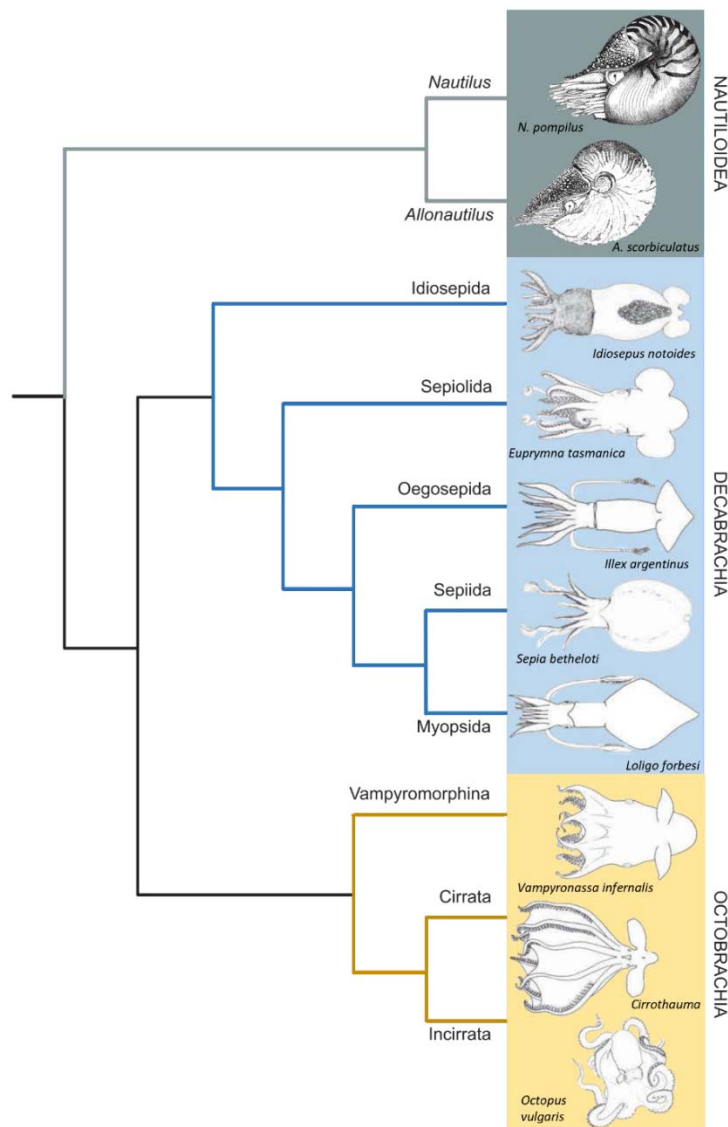 NAUTILOIDEA
Nautilus
N. pompilus
Allonautilus
A. scorbiculatus
DECABRACHIA
Idiosepida
Idiosepus notoides
Sepiolida
Euprymna tasmanica
Oegosepida
Illex argentinus
Sepiida
Sepia betheloti
Myopsida
Loligo forbesi
OCTOBRACHIA
Vampyromorphina
Vampyronassa infernalis
Cirrata
Cirrothauma
Incirrata
Octopus
vulgaris